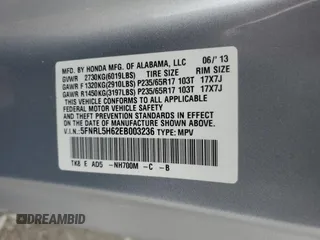 MFD. BY HONDA MFG. OF ALABAMA, LLC 06/'13
GVWR 2730KG(6019LBS) TIRE SIZE RIM SIZE
GAWR F1320KG(2910LBS) P235/65R17 103T 17X7J
GAWR R1450KG(3197LBS) P235/65R17 103T 17X7J
THIS VEHICLE CONFORMS TO ALL APPLICABLE
FEDERAL MOTOR VEHICLE SAFETY AND THEFT
PREVENTION STANDARDS IN EFFECT ON THE DATE
OF MANUFACTURE SHOWN ABOVE.
V.I.N: 5FNRL5H62EB003236 TYPE: MPV
TK8 E AD5 -NH700M -C -B
AUTOBIDMASTER